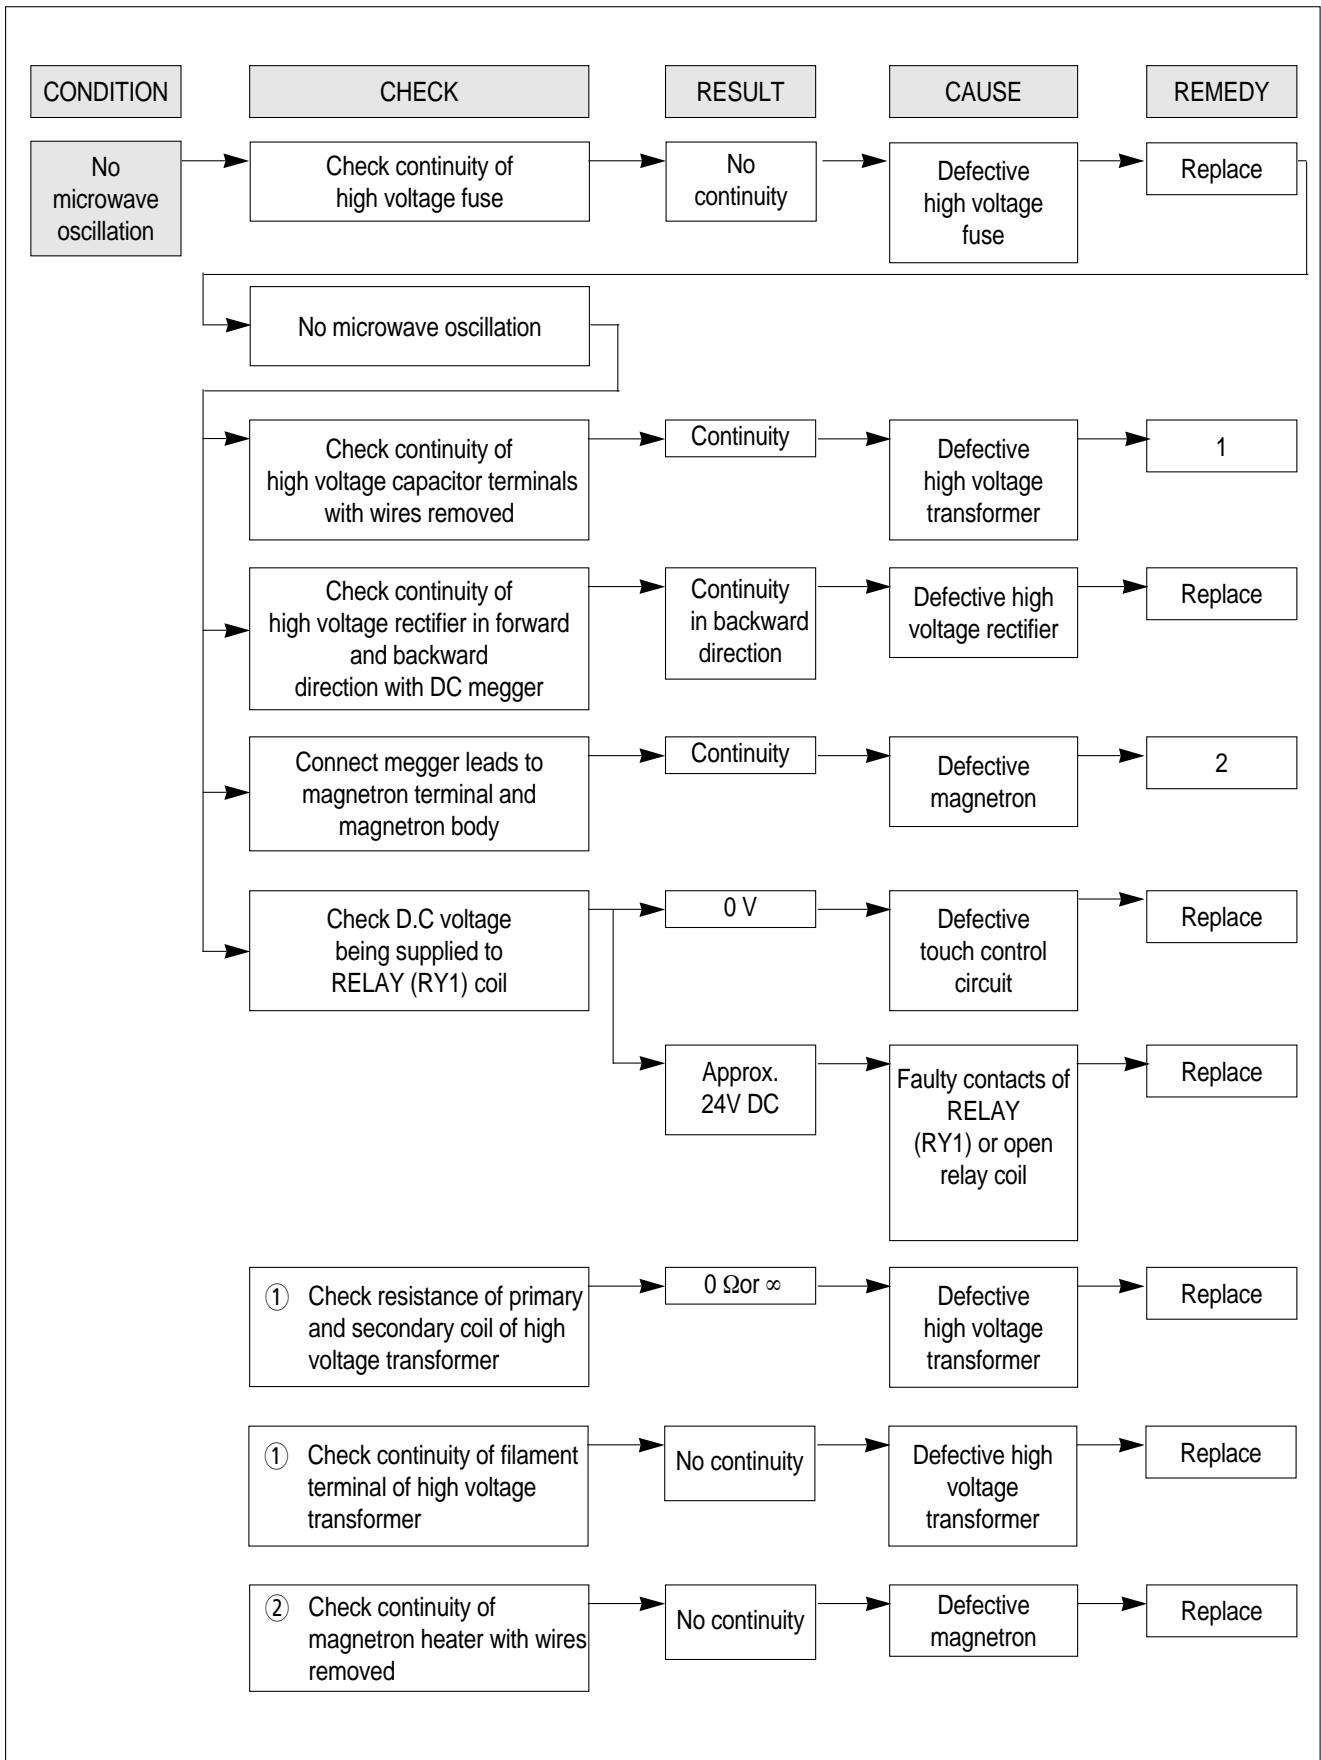 CONDITION
CHECK
RESULT
CAUSE
REMEDY
No
microwave
oscillation
Check continuity of
high voltage fuse
No
continuity
Defective
high voltage
fuse
Replace
No microwave oscillation
Check continuity of
high voltage capacitor terminals
with wires removed
Continuity
Defective
high voltage
transformer
1
Check continuity of
high voltage rectifier in forward
and backward
direction with DC megger
Continuity
in backward
direction
Defective high
voltage rectifier
Replace
Connect megger leads to
magnetron terminal and
magnetron body
Continuity
Defective
magnetron
2
Check D.C voltage
being supplied to
RELAY (RY1) coil
0 V
Defective
touch control
circuit
Replace
Approx.
24V DC
Faulty contacts of
RELAY
(RY1) or open
relay coil
Replace
① Check resistance of primary
and secondary coil of high
voltage transformer
0 Ωor ∞
Defective
high voltage
transformer
Replace
① Check continuity of filament
terminal of high voltage
transformer
No continuity
Defective high
voltage
transformer
Replace
② Check continuity of
magnetron heater with wires
removed
No continuity
Defective
magnetron
Replace